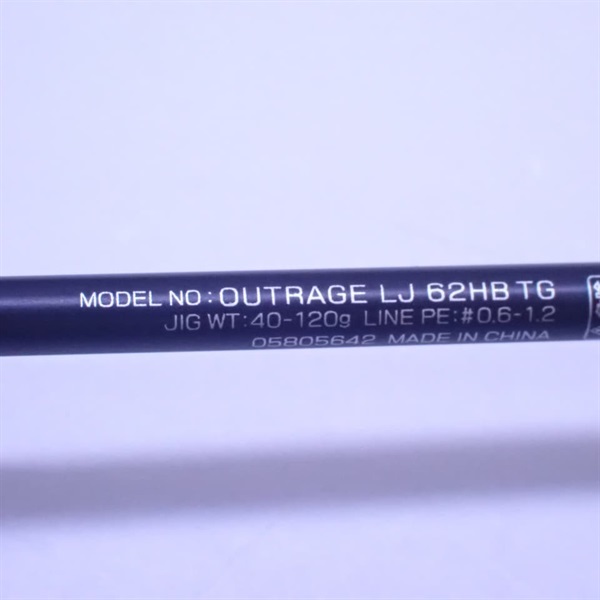 MODEL NO:OUTRAGE LJ 62HB TG
JIG WT:40-120g LINE PE:#0.6-1.2
05805642 MADE IN CHINA